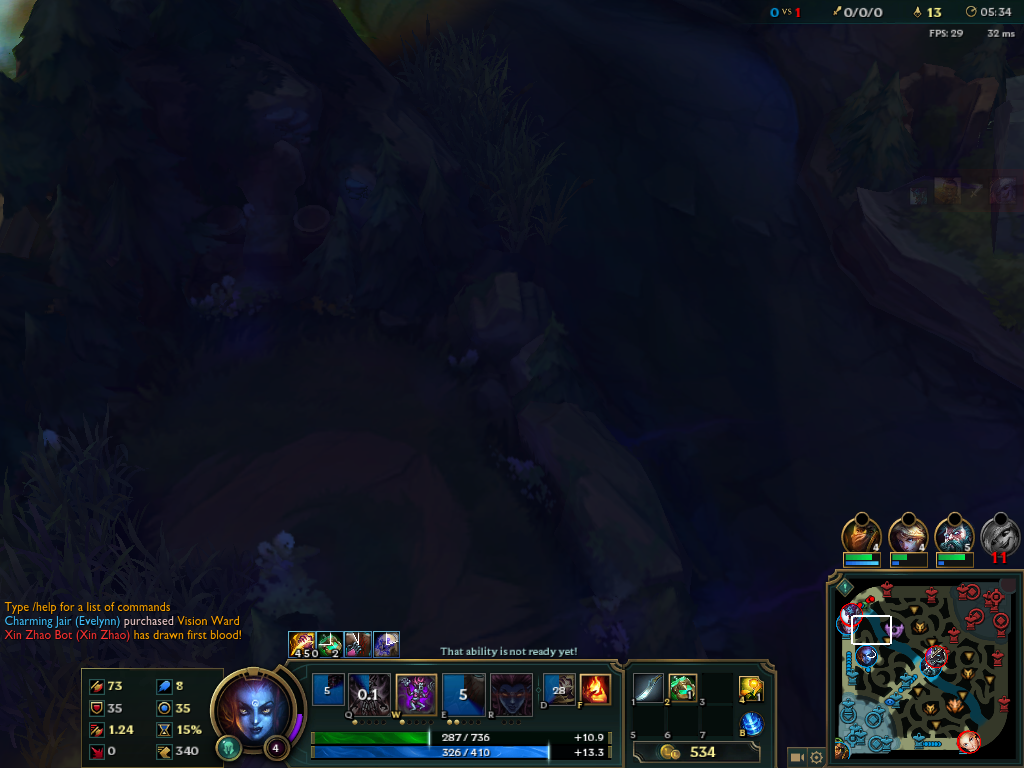 0 vs 1 0/0/0 13 05:34
FPS: 29 32 ms
4 4 5 11
Type /help for a list of commands
Charming Jair (Evelynn) purchased Vision Ward
Xin Zhao Bot (Xin Zhao) has drawn first blood!
450 2
That ability is not ready yet!
73 8
35 35
1.24 15%
0 340
4
5 0.1 5 28
Q W E R D F
287 / 736 +10.9
326 / 410 +13.3
1 2 1 3 4 1
5 6 7 B
534